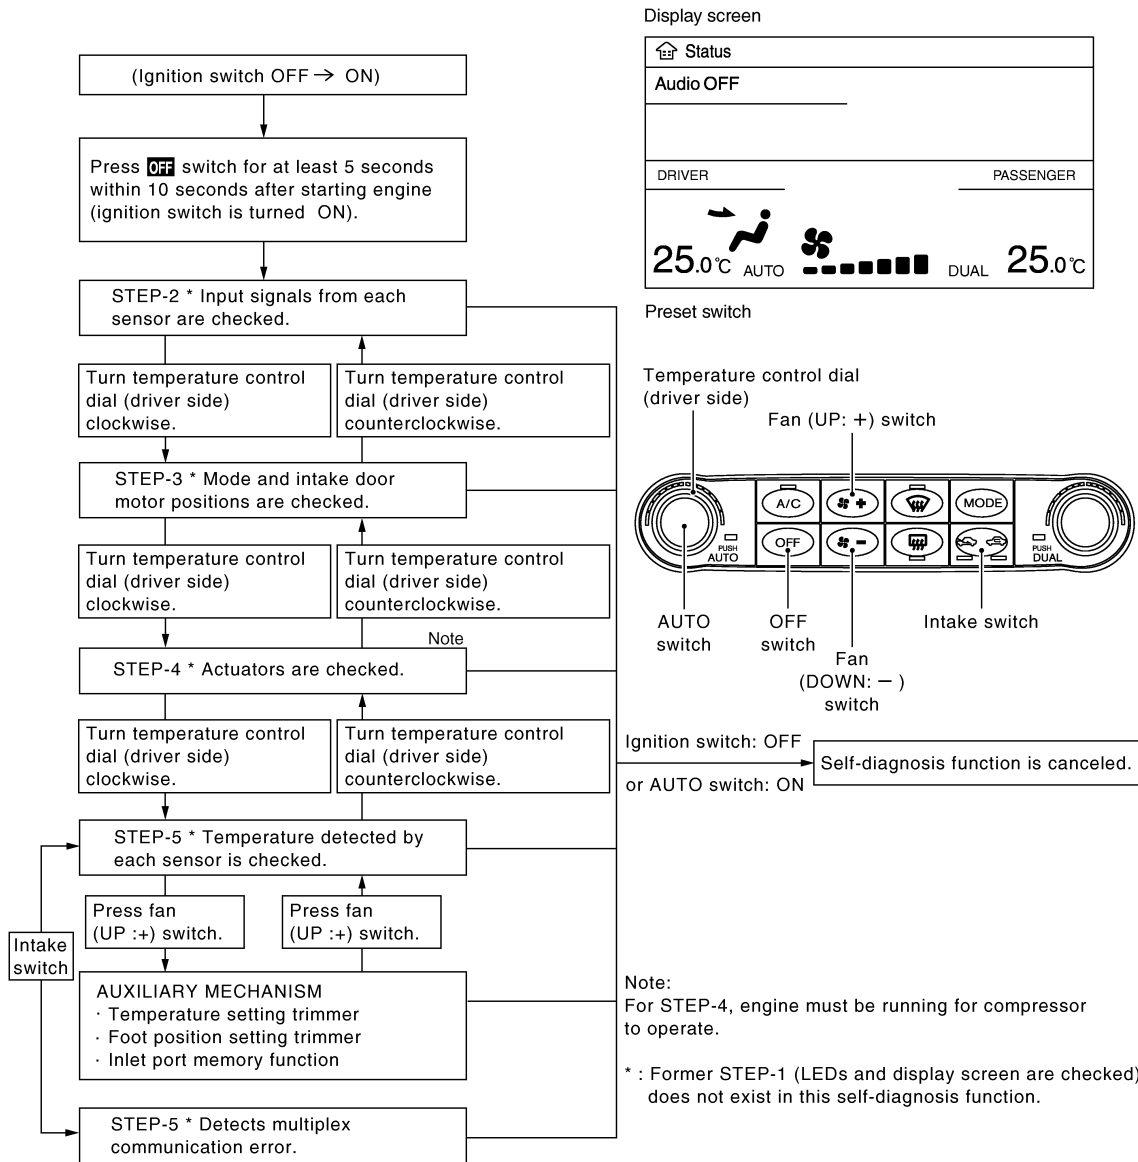 (Ignition switch OFF → ON)
Press OFF switch for at least 5 seconds
within 10 seconds after starting engine
(ignition switch is turned ON).
STEP-2 * Input signals from each
sensor are checked.
Turn temperature control
dial (driver side)
clockwise.
Turn temperature control
dial (driver side)
counterclockwise.
STEP-3 * Mode and intake door
motor positions are checked.
Turn temperature control
dial (driver side)
clockwise.
Turn temperature control
dial (driver side)
counterclockwise.
Note
STEP-4 * Actuators are checked.
Turn temperature control
dial (driver side)
clockwise.
Turn temperature control
dial (driver side)
counterclockwise.
STEP-5 * Temperature detected by
each sensor is checked.
Press fan
(UP :+) switch.
Press fan
(UP :+) switch.
Intake
switch
AUXILIARY MECHANISM
· Temperature setting trimmer
· Foot position setting trimmer
· Inlet port memory function
STEP-5 * Detects multiplex
communication error.
Display screen
Status
Audio OFF
DRIVER
PASSENGER
25.0°C
AUTO
DUAL
25.0°C
Preset switch
Temperature control dial
(driver side)
Fan (UP: +) switch
A/C
MODE
OFF
PUSH
AUTO
PUSH
DUAL
AUTO
switch
OFF
switch
Fan
(DOWN: − )
switch
Intake switch
Ignition switch: OFF
or AUTO switch: ON
Self-diagnosis function is canceled.
Note:
For STEP-4, engine must be running for compressor
to operate.
* : Former STEP-1 (LEDs and display screen are checked)
does not exist in this self-diagnosis function.